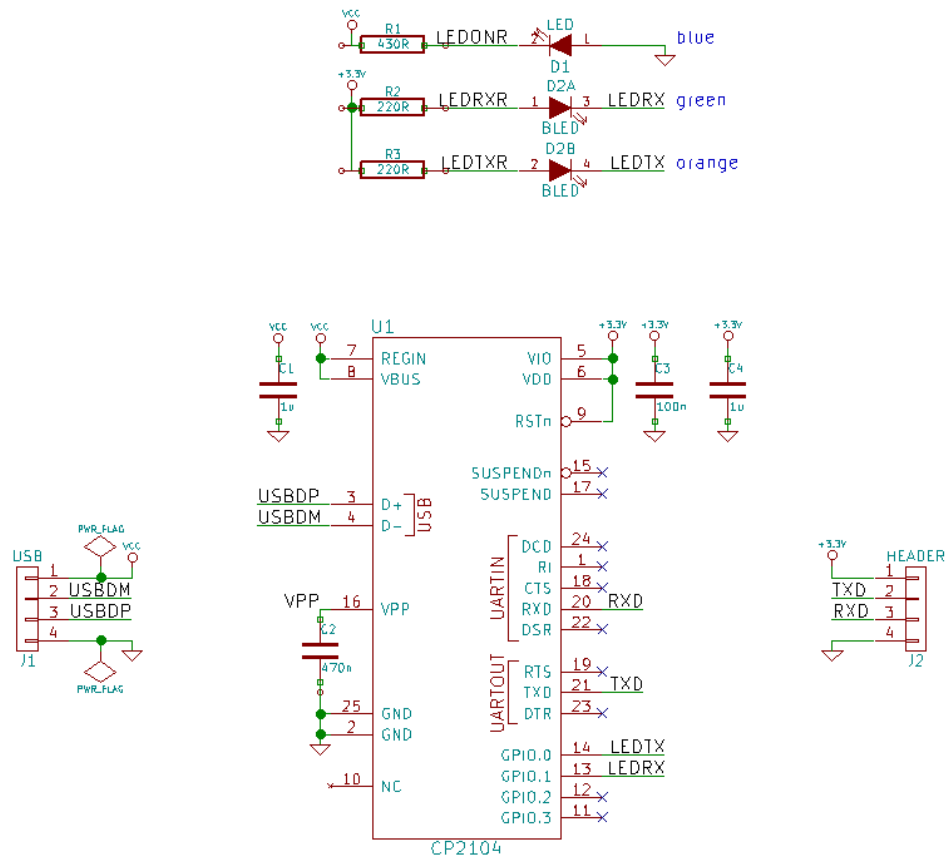 VCC
R1
430R
LEDONR
2
LED
1
D1
blue
+3.3V
R2
220R
LEDRXR
1
D2A
3
BLED
LEDRX
green
R3
220R
LEDTXR
2
D2B
4
BLED
LEDTX
orange
VCC
C1
1u
VCC
U1
7 REGIN
8 VBUS
USBDP 3 D+
USBDM 4 D-
USB
VPP 16 VPP
C2
470n
25 GND
2 GND
10 NC
CP2104
VIO 5
VDD 6
RSTn 9
SUSPENDn 15
SUSPEND 17
UARTIN
DCD 24
RI 1
CTS 18
RXD 20 RXD
DSR 22
UARTOUT
RTS 19
TXD 21 TXD
DTR 23
GPIO.0 14 LEDTX
GPIO.1 13 LEDRX
GPIO.2 12
GPIO.3 11
+3.3V
+3.3V
C3
100n
+3.3V
C4
1u
PWR_FLAG
VCC
USB
1
2 USBDM
3 USBDP
4
J1
PWR_FLAG
+3.3V
HEADER
1
TXD 2
RXD 3
4
J2